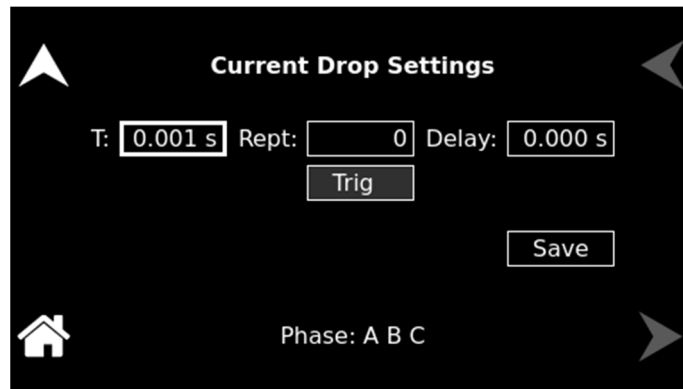 Current Drop Settings
T: 0.001 s Rept: 0 Delay: 0.000 s
Trig
Save
Phase: A B C